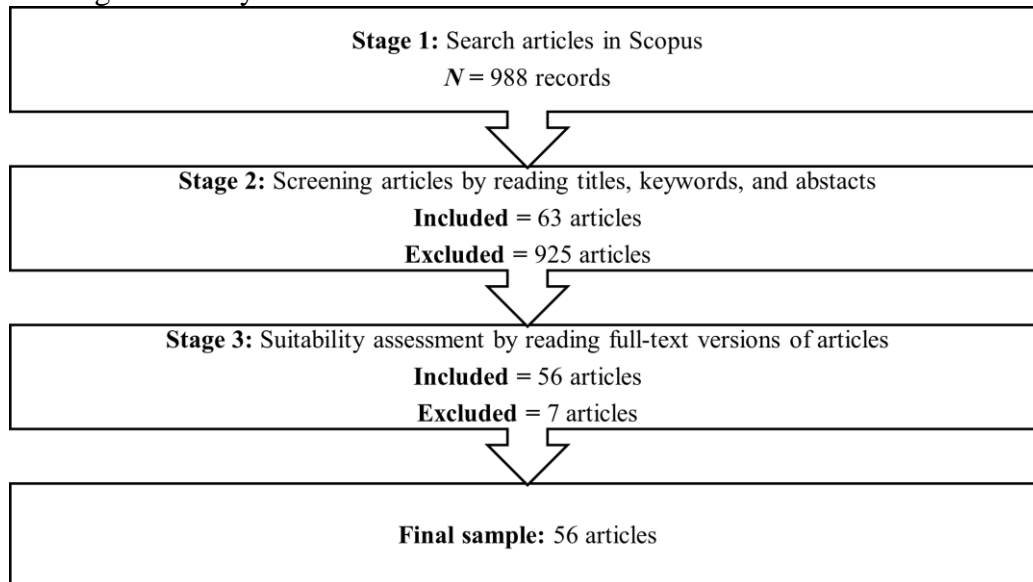 Stage 1: Search articles in Scopus
N = 988 records
Stage 2: Screening articles by reading titles, keywords, and abstacts
Included = 63 articles
Excluded = 925 articles
Stage 3: Suitability assessment by reading full-text versions of articles
Included = 56 articles
Excluded = 7 articles
Final sample: 56 articles